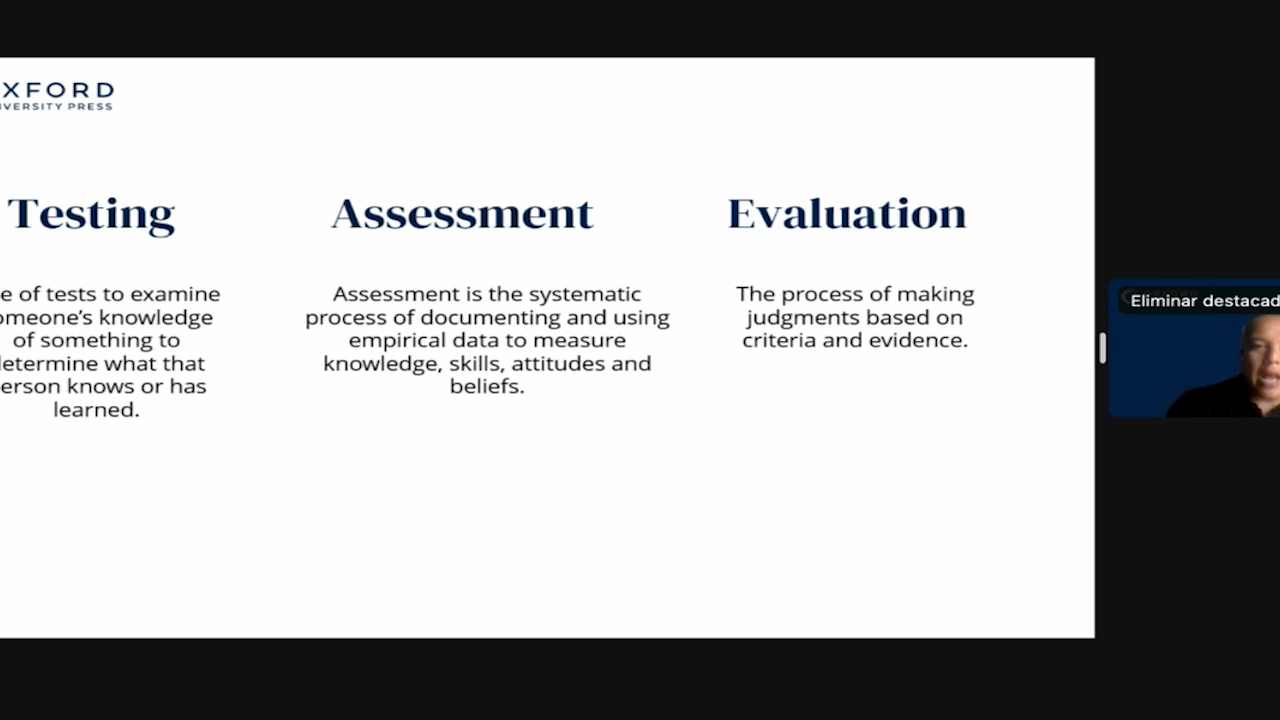 XFORD
IVERSITY PRESS
Testing
Assessment
Evaluation
e of tests to examine
omeone’s knowledge
of something to
etermine what that
erson knows or has
learned.
Assessment is the systematic
process of documenting and using
empirical data to measure
knowledge, skills, attitudes and
beliefs.
The process of making
judgments based on
criteria and evidence.
Eliminar destacad